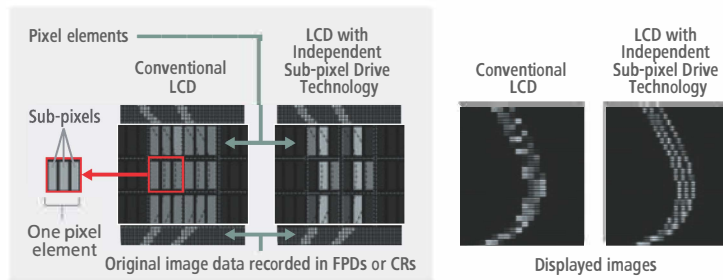 Pixel elements
Conventional
LCD
LCD with
Independent
Sub-pixel Drive
Technology
Sub-pixels
One pixel
element
Original image data recorded in FPDs or CRs
Conventional
LCD
LCD with
Independent
Sub-pixel Drive
Technology
Displayed images